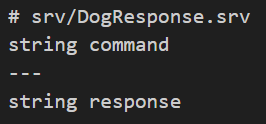 # srv/DogResponse.srv
string command
---
string response